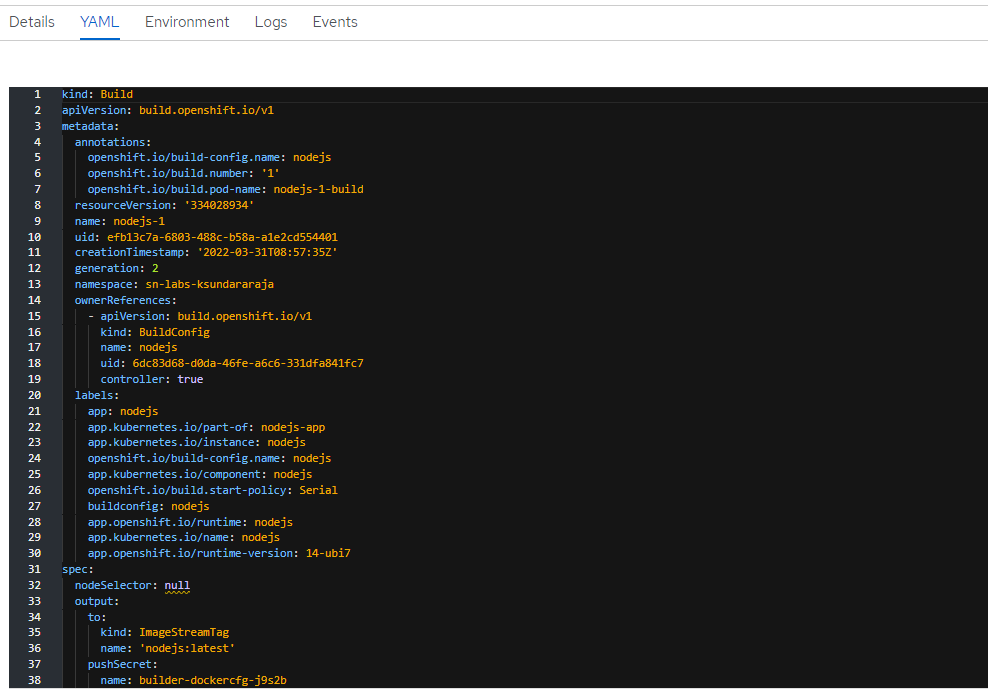 Details YAML Environment Logs Events
1 kind: Build
2 apiVersion: build.openshift.io/v1
3 metadata:
4 annotations:
5 openshift.io/build-config.name: nodejs
6 openshift.io/build.number: '1'
7 openshift.io/build.pod-name: nodejs-1-build
8 resourceVersion: '334028934'
9 name: nodejs-1
10 uid: efb13c7a-6803-488c-b58a-a1e2cd554401
11 creationTimestamp: '2022-03-31T08:57:35Z'
12 generation: 2
13 namespace: sn-labs-ksundararaja
14 ownerReferences:
15 - apiVersion: build.openshift.io/v1
16 kind: BuildConfig
17 name: nodejs
18 uid: 6dc83d68-d0da-46fe-a6c6-331dfa841fc7
19 controller: true
20 labels:
21 app: nodejs
22 app.kubernetes.io/part-of: nodejs-app
23 app.kubernetes.io/instance: nodejs
24 openshift.io/build-config.name: nodejs
25 app.kubernetes.io/component: nodejs
26 openshift.io/build.start-policy: Serial
27 buildconfig: nodejs
28 app.openshift.io/runtime: nodejs
29 app.kubernetes.io/name: nodejs
30 app.openshift.io/runtime-version: 14-ubi7
31 spec:
32 nodeSelector: null
33 output:
34 to:
35 kind: ImageStreamTag
36 name: 'nodejs:latest'
37 pushSecret:
38 name: builder-dockercfg-j9s2b